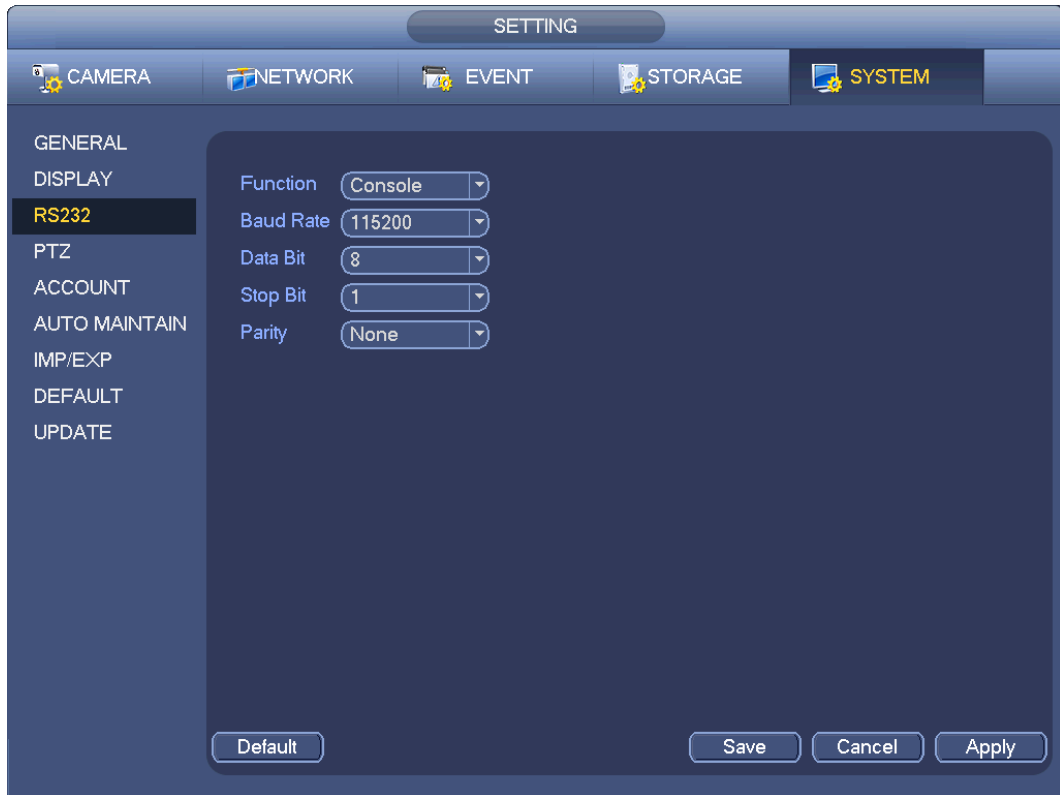 SETTING
CAMERA NETWORK EVENT STORAGE SYSTEM
GENERAL
DISPLAY
RS232
PTZ
ACCOUNT
AUTO MAINTAIN
IMP/EXP
DEFAULT
UPDATE
Function Console
Baud Rate 115200
Data Bit 8
Stop Bit 1
Parity None
Default Save Cancel Apply